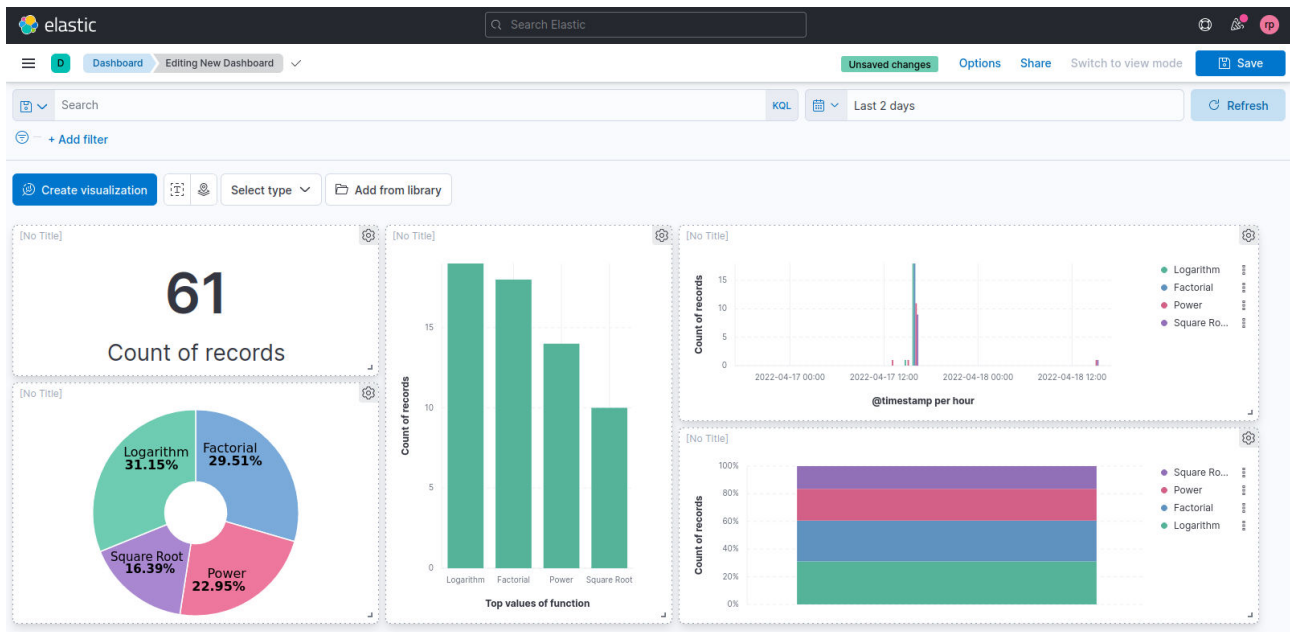 elastic
Search Elastic
rp
D
Dashboard
Editing New Dashboard
Unsaved changes
Options
Share
Switch to view mode
Save
Search
KQL
Last 2 days
Refresh
+ Add filter
Create visualization
Select type
Add from library
[No Title]
61
Count of records
[No Title]
Logarithm
31.15%
Factorial
29.51%
Square Root
16.39%
Power
22.95%
[No Title]
Count of records
15
10
5
0
Logarithm
Factorial
Power
Square Root
Top values of function
[No Title]
Count of records
15
10
5
0
2022-04-17 00:00
2022-04-17 12:00
2022-04-18 00:00
2022-04-18 12:00
@timestamp per hour
Logarithm
Factorial
Power
Square Ro...
[No Title]
Count of records
100%
80%
60%
40%
20%
0%
Square Ro...
Power
Factorial
Logarithm